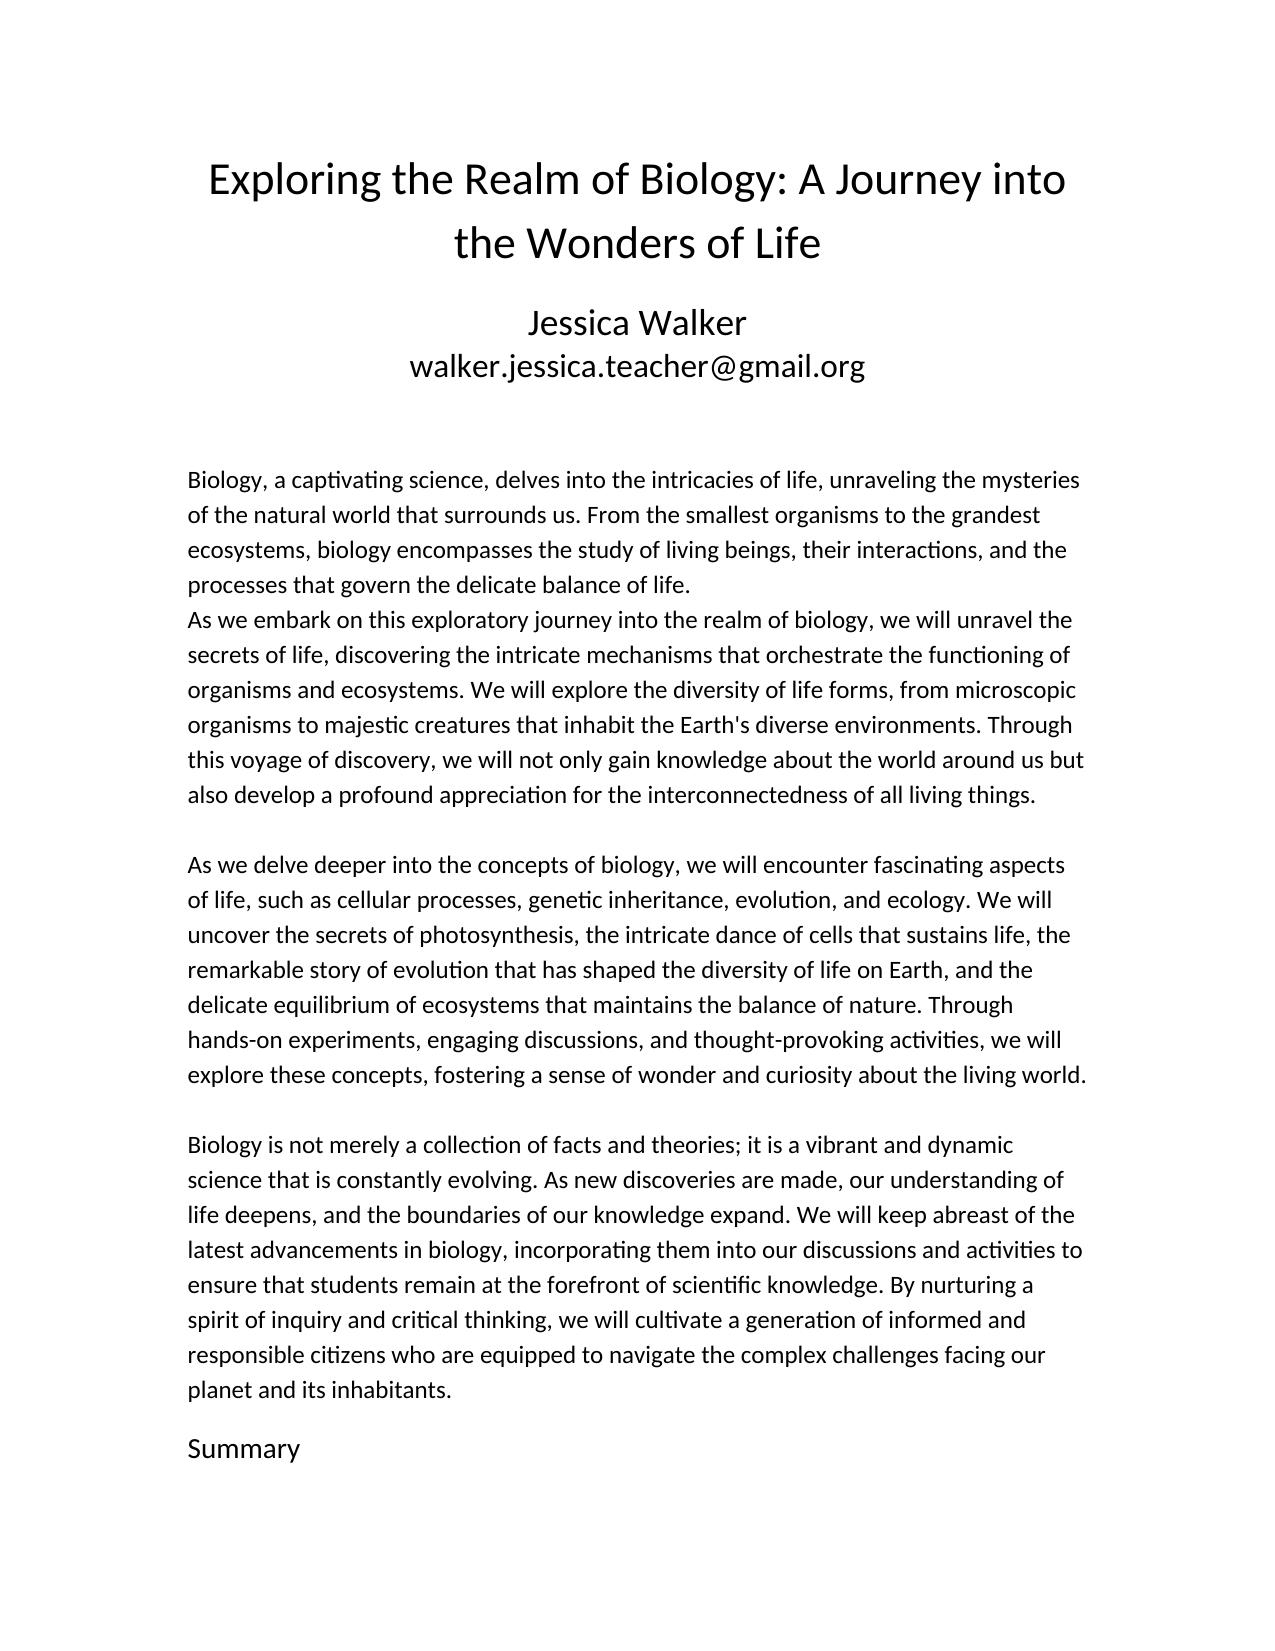 Exploring the Realm of Biology: A Journey into
the Wonders of Life
Jessica Walker
walker.jessica.teacher@gmail.org
Biology, a captivating science, delves into the intricacies of life, unraveling the mysteries
of the natural world that surrounds us. From the smallest organisms to the grandest
ecosystems, biology encompasses the study of living beings, their interactions, and the
processes that govern the delicate balance of life.
As we embark on this exploratory journey into the realm of biology, we will unravel the
secrets of life, discovering the intricate mechanisms that orchestrate the functioning of
organisms and ecosystems. We will explore the diversity of life forms, from microscopic
organisms to majestic creatures that inhabit the Earth's diverse environments. Through
this voyage of discovery, we will not only gain knowledge about the world around us but
also develop a profound appreciation for the interconnectedness of all living things.
As we delve deeper into the concepts of biology, we will encounter fascinating aspects
of life, such as cellular processes, genetic inheritance, evolution, and ecology. We will
uncover the secrets of photosynthesis, the intricate dance of cells that sustains life, the
remarkable story of evolution that has shaped the diversity of life on Earth, and the
delicate equilibrium of ecosystems that maintains the balance of nature. Through
hands-on experiments, engaging discussions, and thought-provoking activities, we will
explore these concepts, fostering a sense of wonder and curiosity about the living world.
Biology is not merely a collection of facts and theories; it is a vibrant and dynamic
science that is constantly evolving. As new discoveries are made, our understanding of
life deepens, and the boundaries of our knowledge expand. We will keep abreast of the
latest advancements in biology, incorporating them into our discussions and activities to
ensure that students remain at the forefront of scientific knowledge. By nurturing a
spirit of inquiry and critical thinking, we will cultivate a generation of informed and
responsible citizens who are equipped to navigate the complex challenges facing our
planet and its inhabitants.
Summary